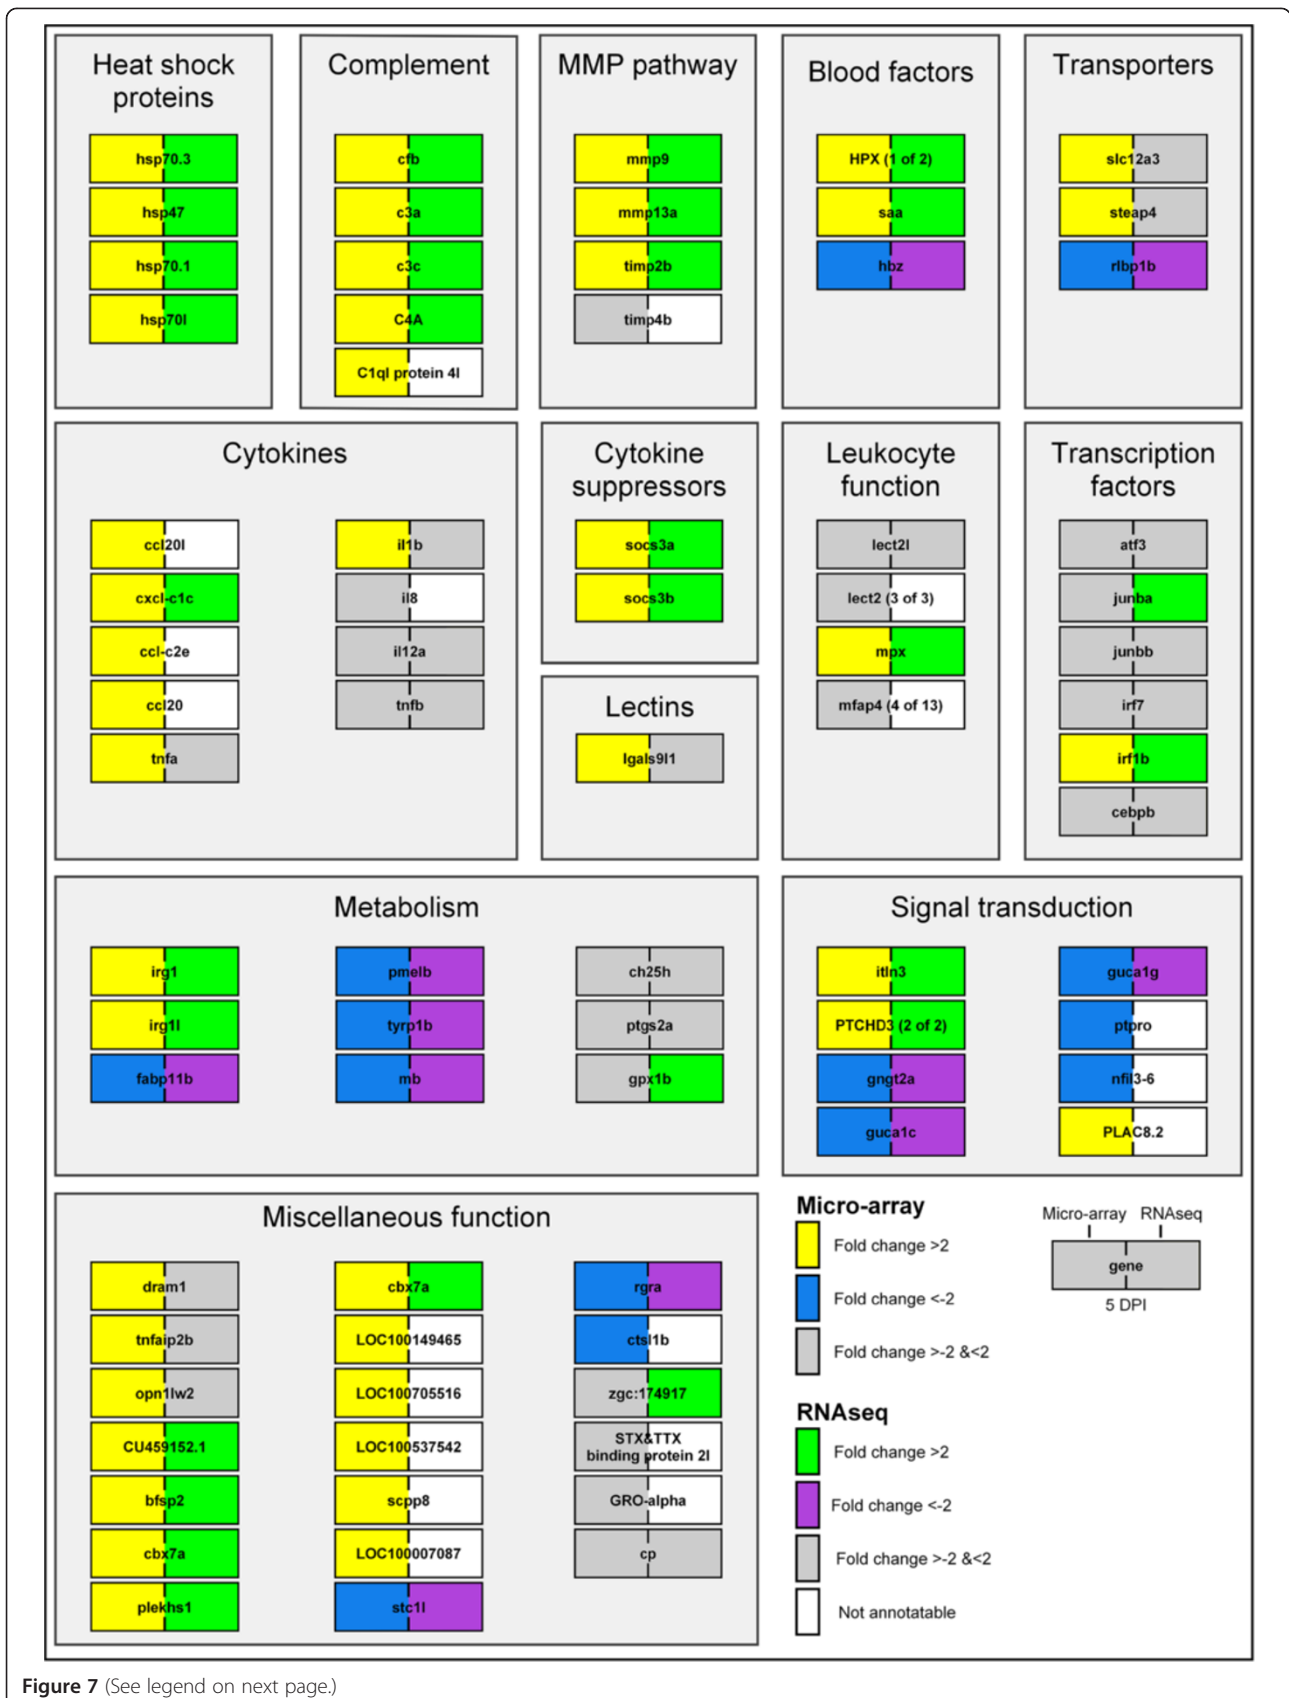 Heat shock
proteins
hsp70.3
hsp47
hsp70.1
hsp70l
Complement
cfb
c3a
c3c
C4A
C1ql protein 4l
MMP pathway
mmp9
mmp13a
timp2b
timp4b
Blood factors
HPX (1 of 2)
saa
hbz
Transporters
slc12a3
steap4
rlbp1b
Cytokines
ccl20l
cxcl-c1c
ccl-c2e
ccl20
tnfa
il1b
il8
il12a
tnfb
Cytokine
suppressors
socs3a
socs3b
Lectins
lgals9l1
Leukocyte
function
lect2l
lect2 (3 of 3)
mpx
mfap4 (4 of 13)
Transcription
factors
atf3
junba
junbb
irf7
irf1b
cebpb
Metabolism
irg1
irg1l
fabp11b
pmelb
tyrp1b
mb
ch25h
ptgs2a
gpx1b
Signal transduction
itln3
PTCHD3 (2 of 2)
gngt2a
guca1c
guca1g
ptpro
nfil3-6
PLAC8.2
Miscellaneous function
dram1
tnfaip2b
opn1lw2
CU459152.1
bfsp2
cbx7a
plekhs1
cbx7a
LOC100149465
LOC100705516
LOC100537542
scpp8
LOC100007087
stc1l
rgra
ctsl1b
zgc:174917
STX&TTX
binding protein 2l
GRO-alpha
cp
Micro-array
Fold change >2
Fold change <-2
Fold change >-2 &<2
RNAseq
Fold change >2
Fold change <-2
Fold change >-2 &<2
Not annotatable
Micro-array RNAseq
gene
5 DPI
Figure 7 (See legend on next page.)